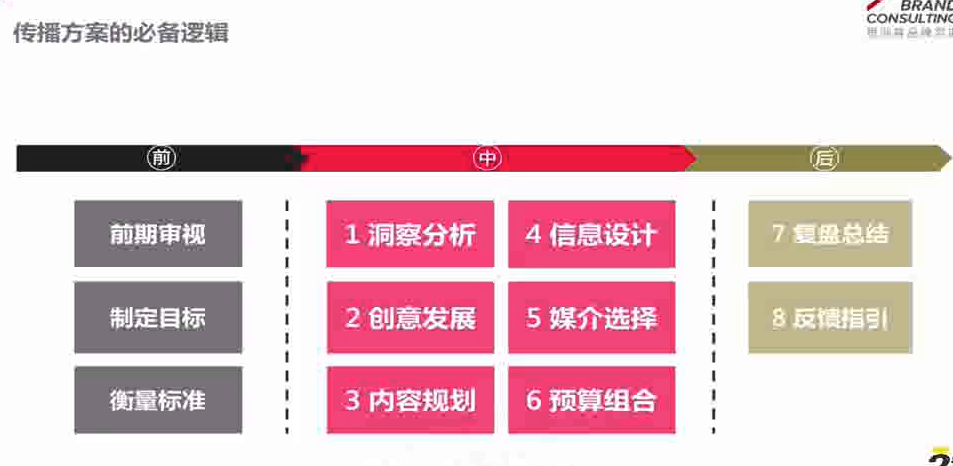 传播方案的必备逻辑
BRAND
CONSULTING
前
中
后
前期审视
制定目标
衡量标准
1 洞察分析
2 创意发展
3 内容规划
4 信息设计
5 媒介选择
6 预算组合
7 复盘总结
8 反馈指引